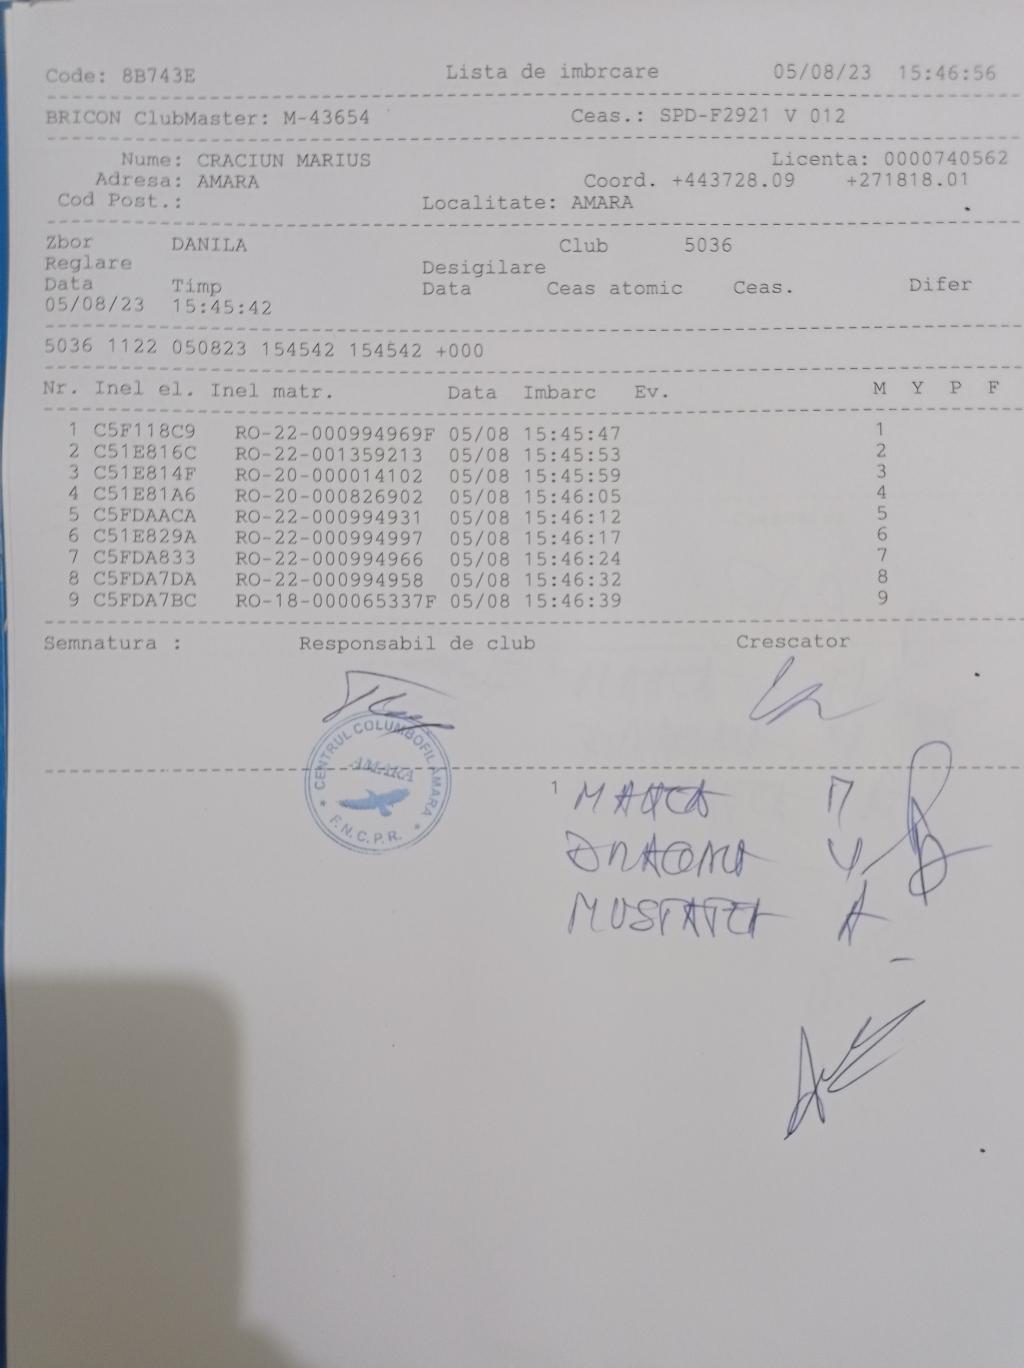 Code: 8B743E Lista de imbrcare 05/08/23 15:46:56
BRICON ClubMaster: M-43654 Ceas.: SPD-F2921 V 012
Nume: CRACIUN MARIUS Licenta: 0000740562
Adresa: AMARA Coord. +443728.09 +271818.01
Cod Post.: Localitate: AMARA
Zbor DANILA Club 5036
Reglare Desigilare
Data Timp Data Ceas atomic Ceas. Difer
05/08/23 15:45:42
5036 1122 050823 154542 154542 +000
Nr. Inel el. Inel matr. Data Imbarc Ev. M Y P F
1 C5F118C9 RO-22-000994969F 05/08 15:45:47 1
2 C51E816C RO-22-001359213 05/08 15:45:53 2
3 C51E814F RO-20-000014102 05/08 15:45:59 3
4 C51E81A6 RO-20-000826902 05/08 15:46:05 4
5 C5FDAACA RO-22-000994931 05/08 15:46:12 5
6 C51E829A RO-22-000994997 05/08 15:46:17 6
7 C5FDA833 RO-22-000994966 05/08 15:46:24 7
8 C5FDA7DA RO-22-000994958 05/08 15:46:32 8
9 C5FDA7BC RO-18-000065337F 05/08 15:46:39 9
Semnatura : Responsabil de club Crescator
CENTRUL COLUMBOFIL AMARA
AMARA
F.N.C.P.R.
1